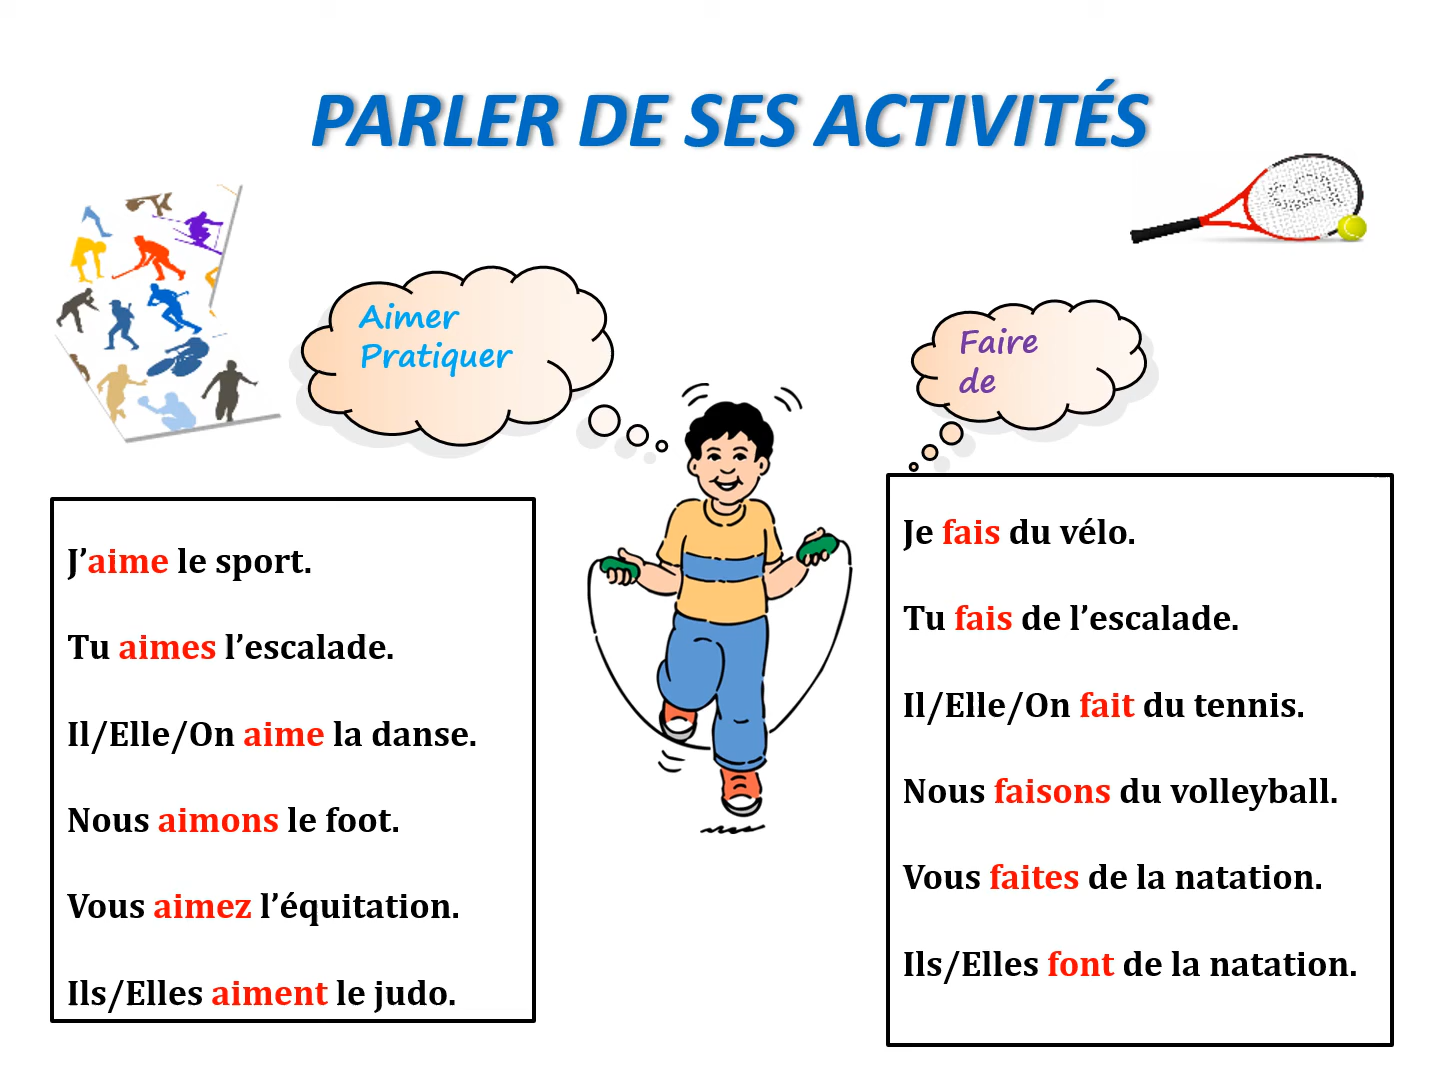 PARLER DE SES ACTIVITÉS
Aimer
Pratiquer
Faire
de
J’aime le sport.
Tu aimes l’escalade.
Il/Elle/On aime la danse.
Nous aimons le foot.
Vous aimez l’équitation.
Ils/Elles aiment le judo.
Je fais du vélo.
Tu fais de l’escalade.
Il/Elle/On fait du tennis.
Nous faisons du volleyball.
Vous faites de la natation.
Ils/Elles font de la natation.